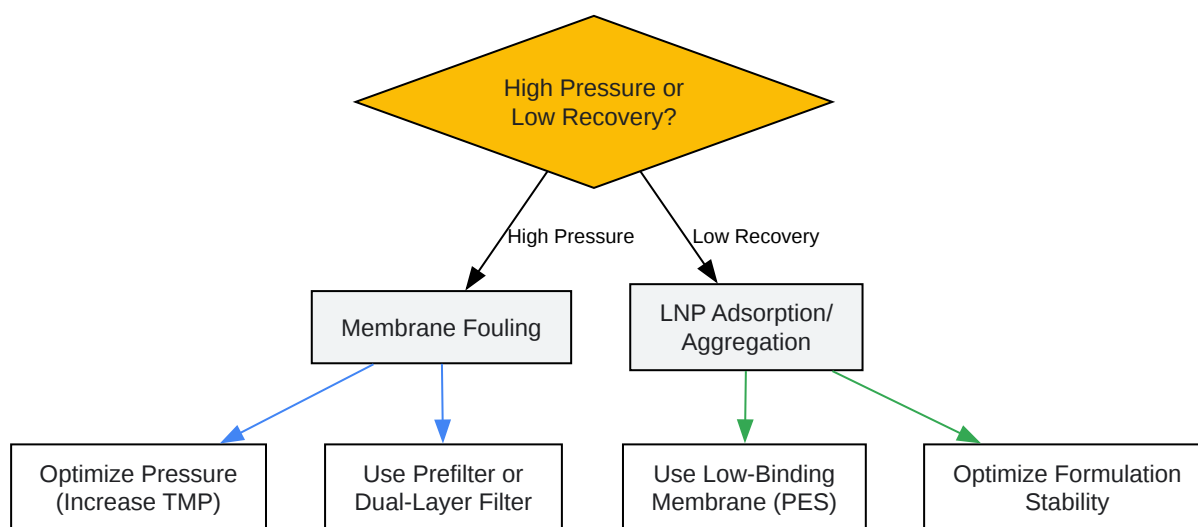 High Pressure or
Low Recovery?
High Pressure
Low Recovery
Membrane Fouling
LNP Adsorption/
Aggregation
Optimize Pressure
(Increase TMP)
Use Prefilter or
Dual-Layer Filter
Use Low-Binding
Membrane (PES)
Optimize Formulation
Stability